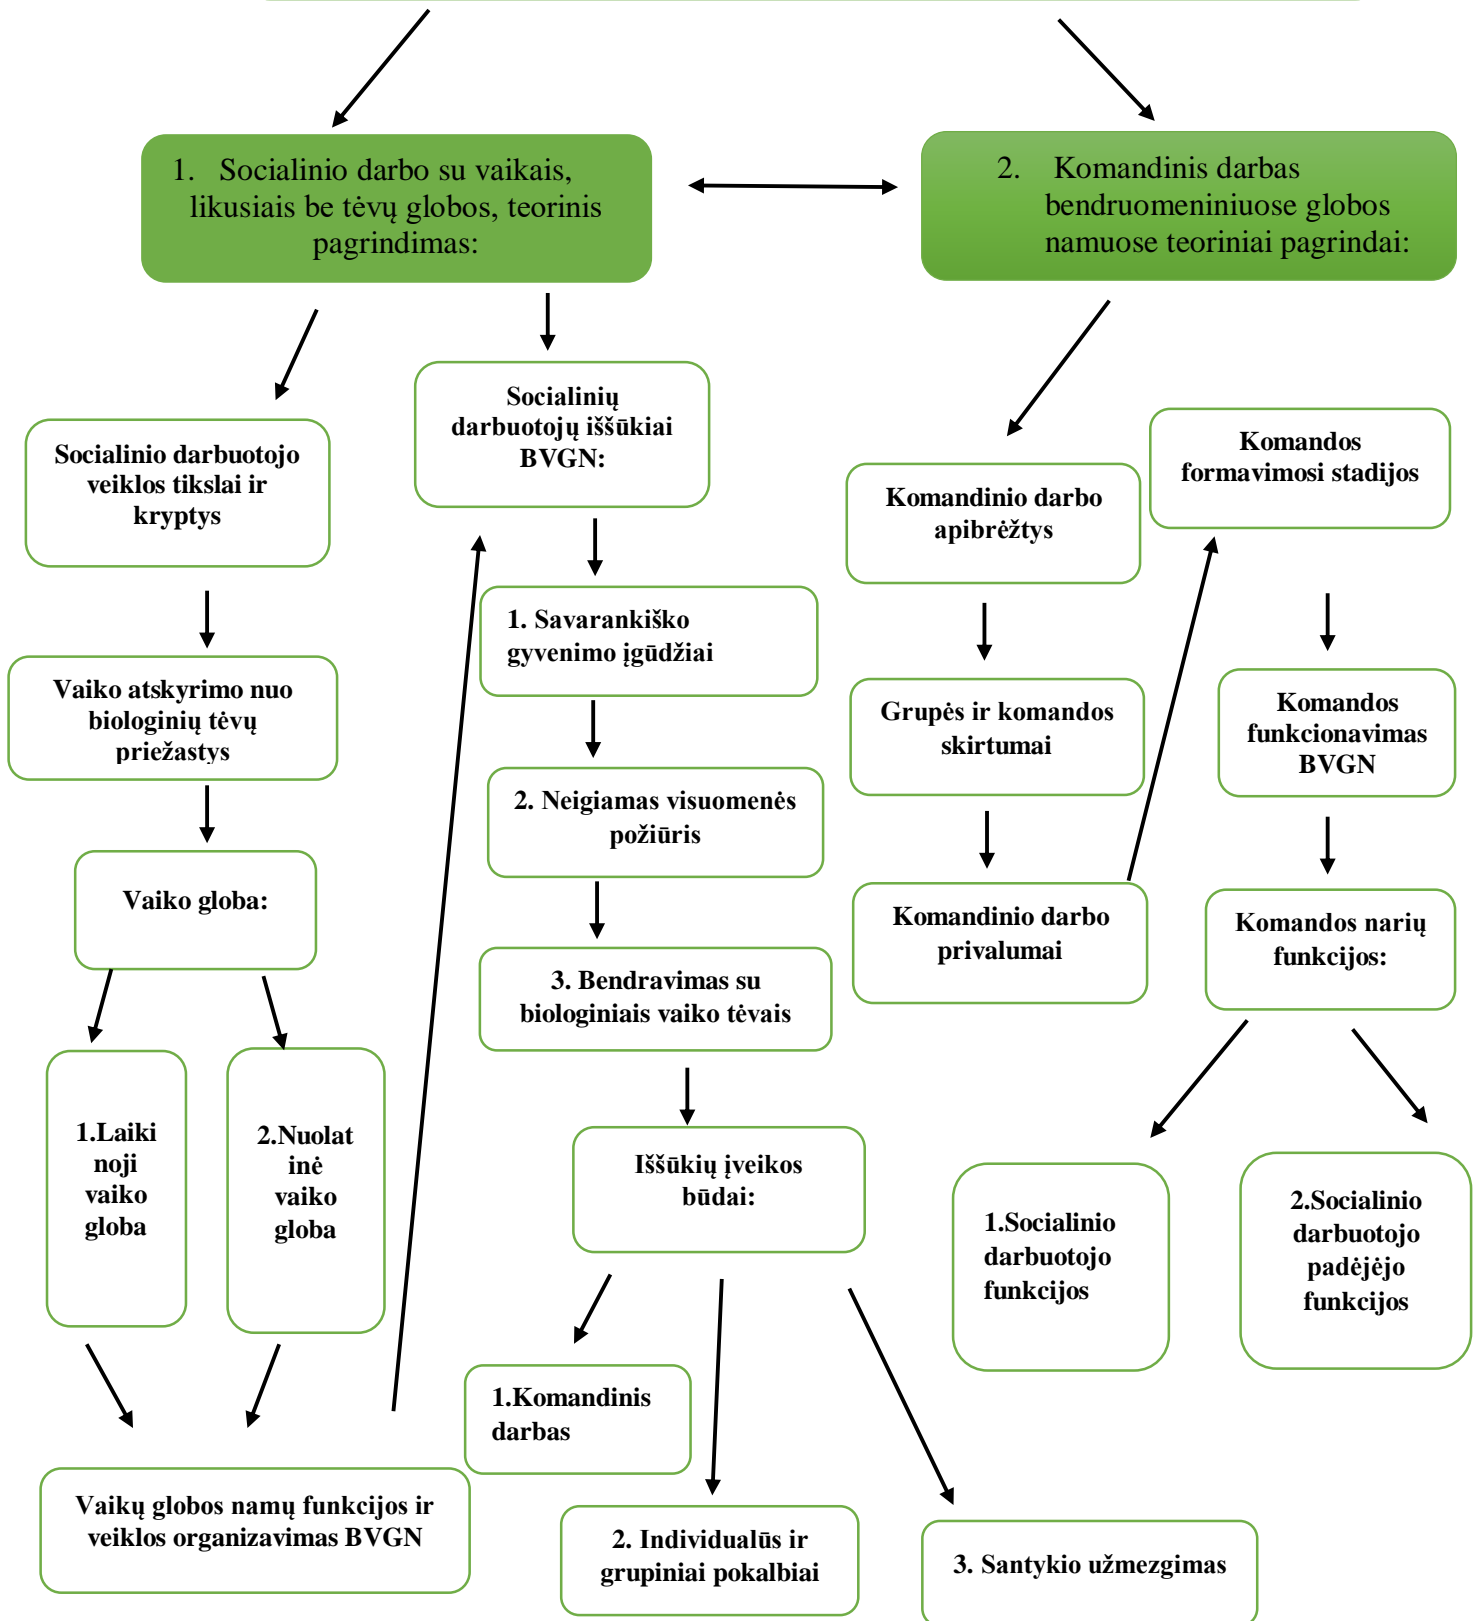 1. Socialinio darbo su vaikais,
likusiais be tėvų globos, teorinis
pagrindimas:
2. Komandinis darbas
bendruomeniniuose globos
namuose teoriniai pagrindai:
Socialinio darbuotojo
veiklos tikslai ir
kryptys
Vaiko atskyrimo nuo
biologinių tėvų
priežastys
Vaiko globa:
1.Laiki
noji
vaiko
globa
2.Nuolat
inė
vaiko
globa
Vaikų globos namų funkcijos ir
veiklos organizavimas BVGN
Socialinių
darbuotojų iššūkiai
BVGN:
1. Savarankiško
gyvenimo įgūdžiai
2. Neigiamas visuomenės
požiūris
3. Bendravimas su
biologiniais vaiko tėvais
Iššūkių įveikos
būdai:
1.Komandinis
darbas
2. Individualūs ir
grupiniai pokalbiai
3. Santykio užmezgimas
Komandinio darbo
apibrėžtys
Grupės ir komandos
skirtumai
Komandinio darbo
privalumai
Komandos
formavimosi stadijos
Komandos
funkcionavimas
BVGN
Komandos narių
funkcijos:
1.Socialinio
darbuotojo
funkcijos
2.Socialinio
darbuotojo
padėjėjo
funkcijos